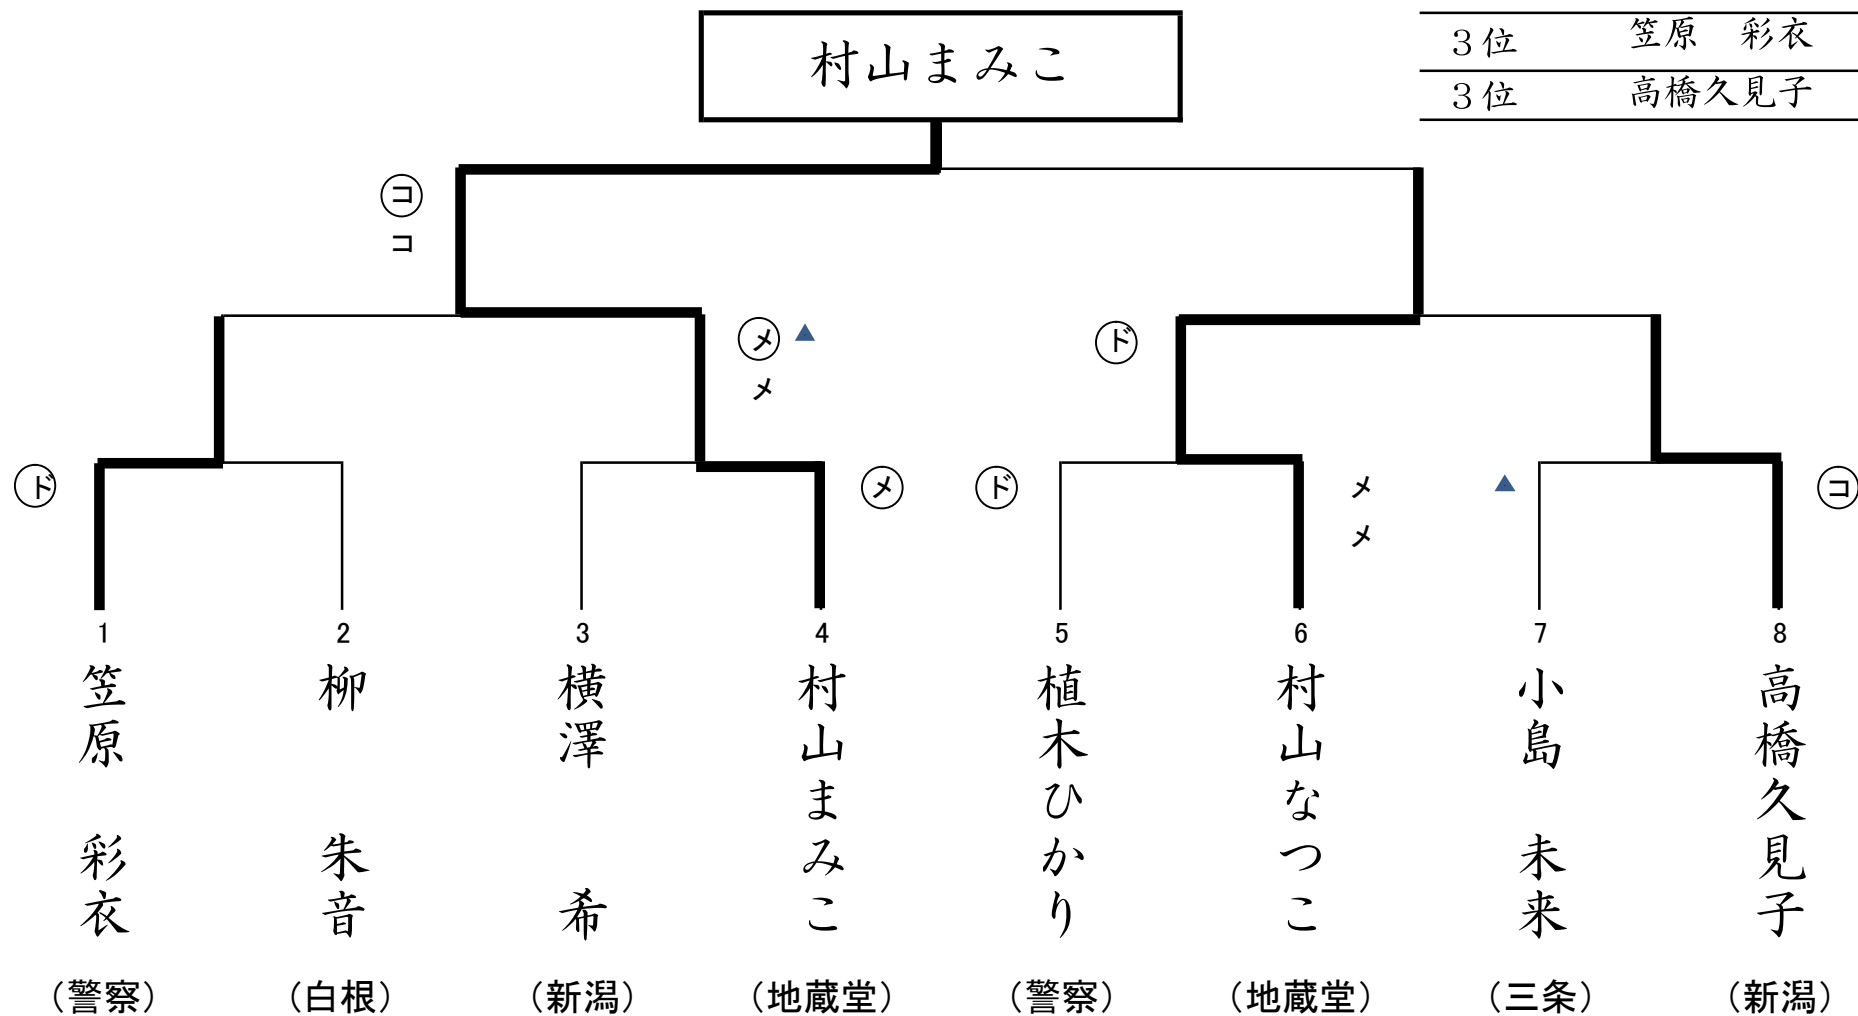 村山まみこ
３位 笠原 彩衣
３位 高橋久見子
㋙
コ
㋱ ▲
メ
㋣゙
㋣゙
㋱
㋣゙
メ
メ
▲
㋙
1 2 3 4 5 6 7 8
笠原 彩衣
柳 朱音
横澤 希
村山まみこ
植木ひかり
村山なつこ
小島 未来
高橋久見子
（警察） （白根） （新潟） （地蔵堂） （警察） （地蔵堂） （三条） （新潟）